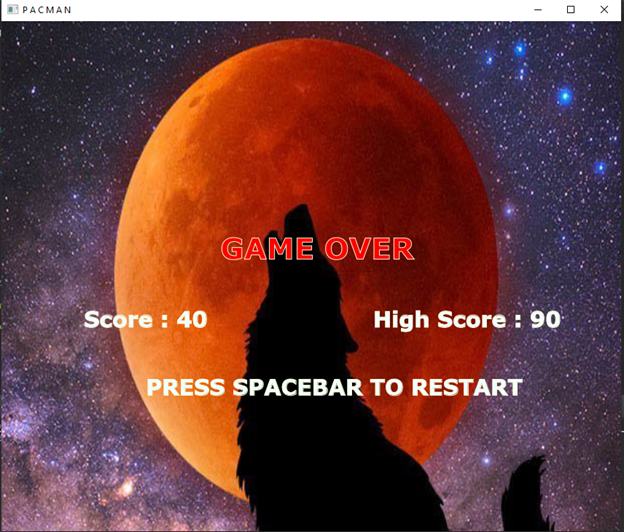 PACMAN
GAME OVER
Score : 40 High Score : 90
PRESS SPACEBAR TO RESTART